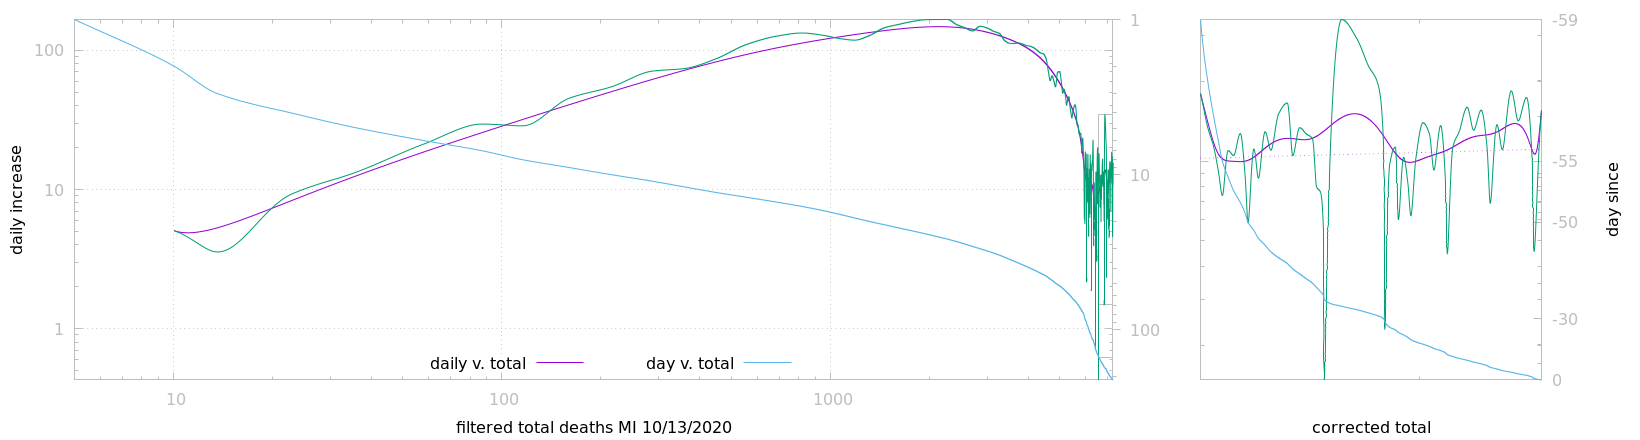 daily increase
100
10
1
10
100
1000
filtered total deaths MI 10/13/2020
daily v. total
day v. total
1
10
100
-59
-55
-50
-30
0
day since
corrected total